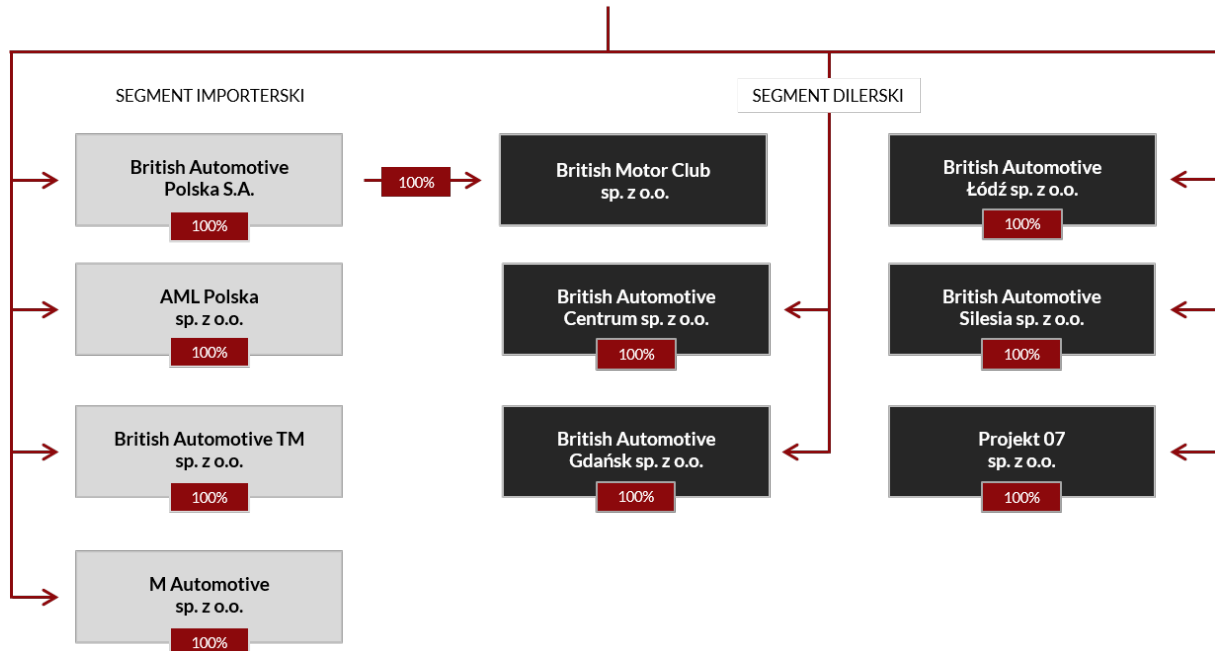 SEGMENT IMPORTERSKI
SEGMENT DILERSKI
British Automotive
Polska S.A.
100%
100%
British Motor Club
sp. z o.o.
British Automotive
Łódź sp. z o.o.
100%
AML Polska
sp. z o.o.
100%
British Automotive
Centrum sp. z o.o.
100%
British Automotive
Silesia sp. z o.o.
100%
British Automotive TM
sp. z o.o.
100%
British Automotive
Gdańsk sp. z o.o.
100%
Projekt 07
sp. z o.o.
100%
M Automotive
sp. z o.o.
100%